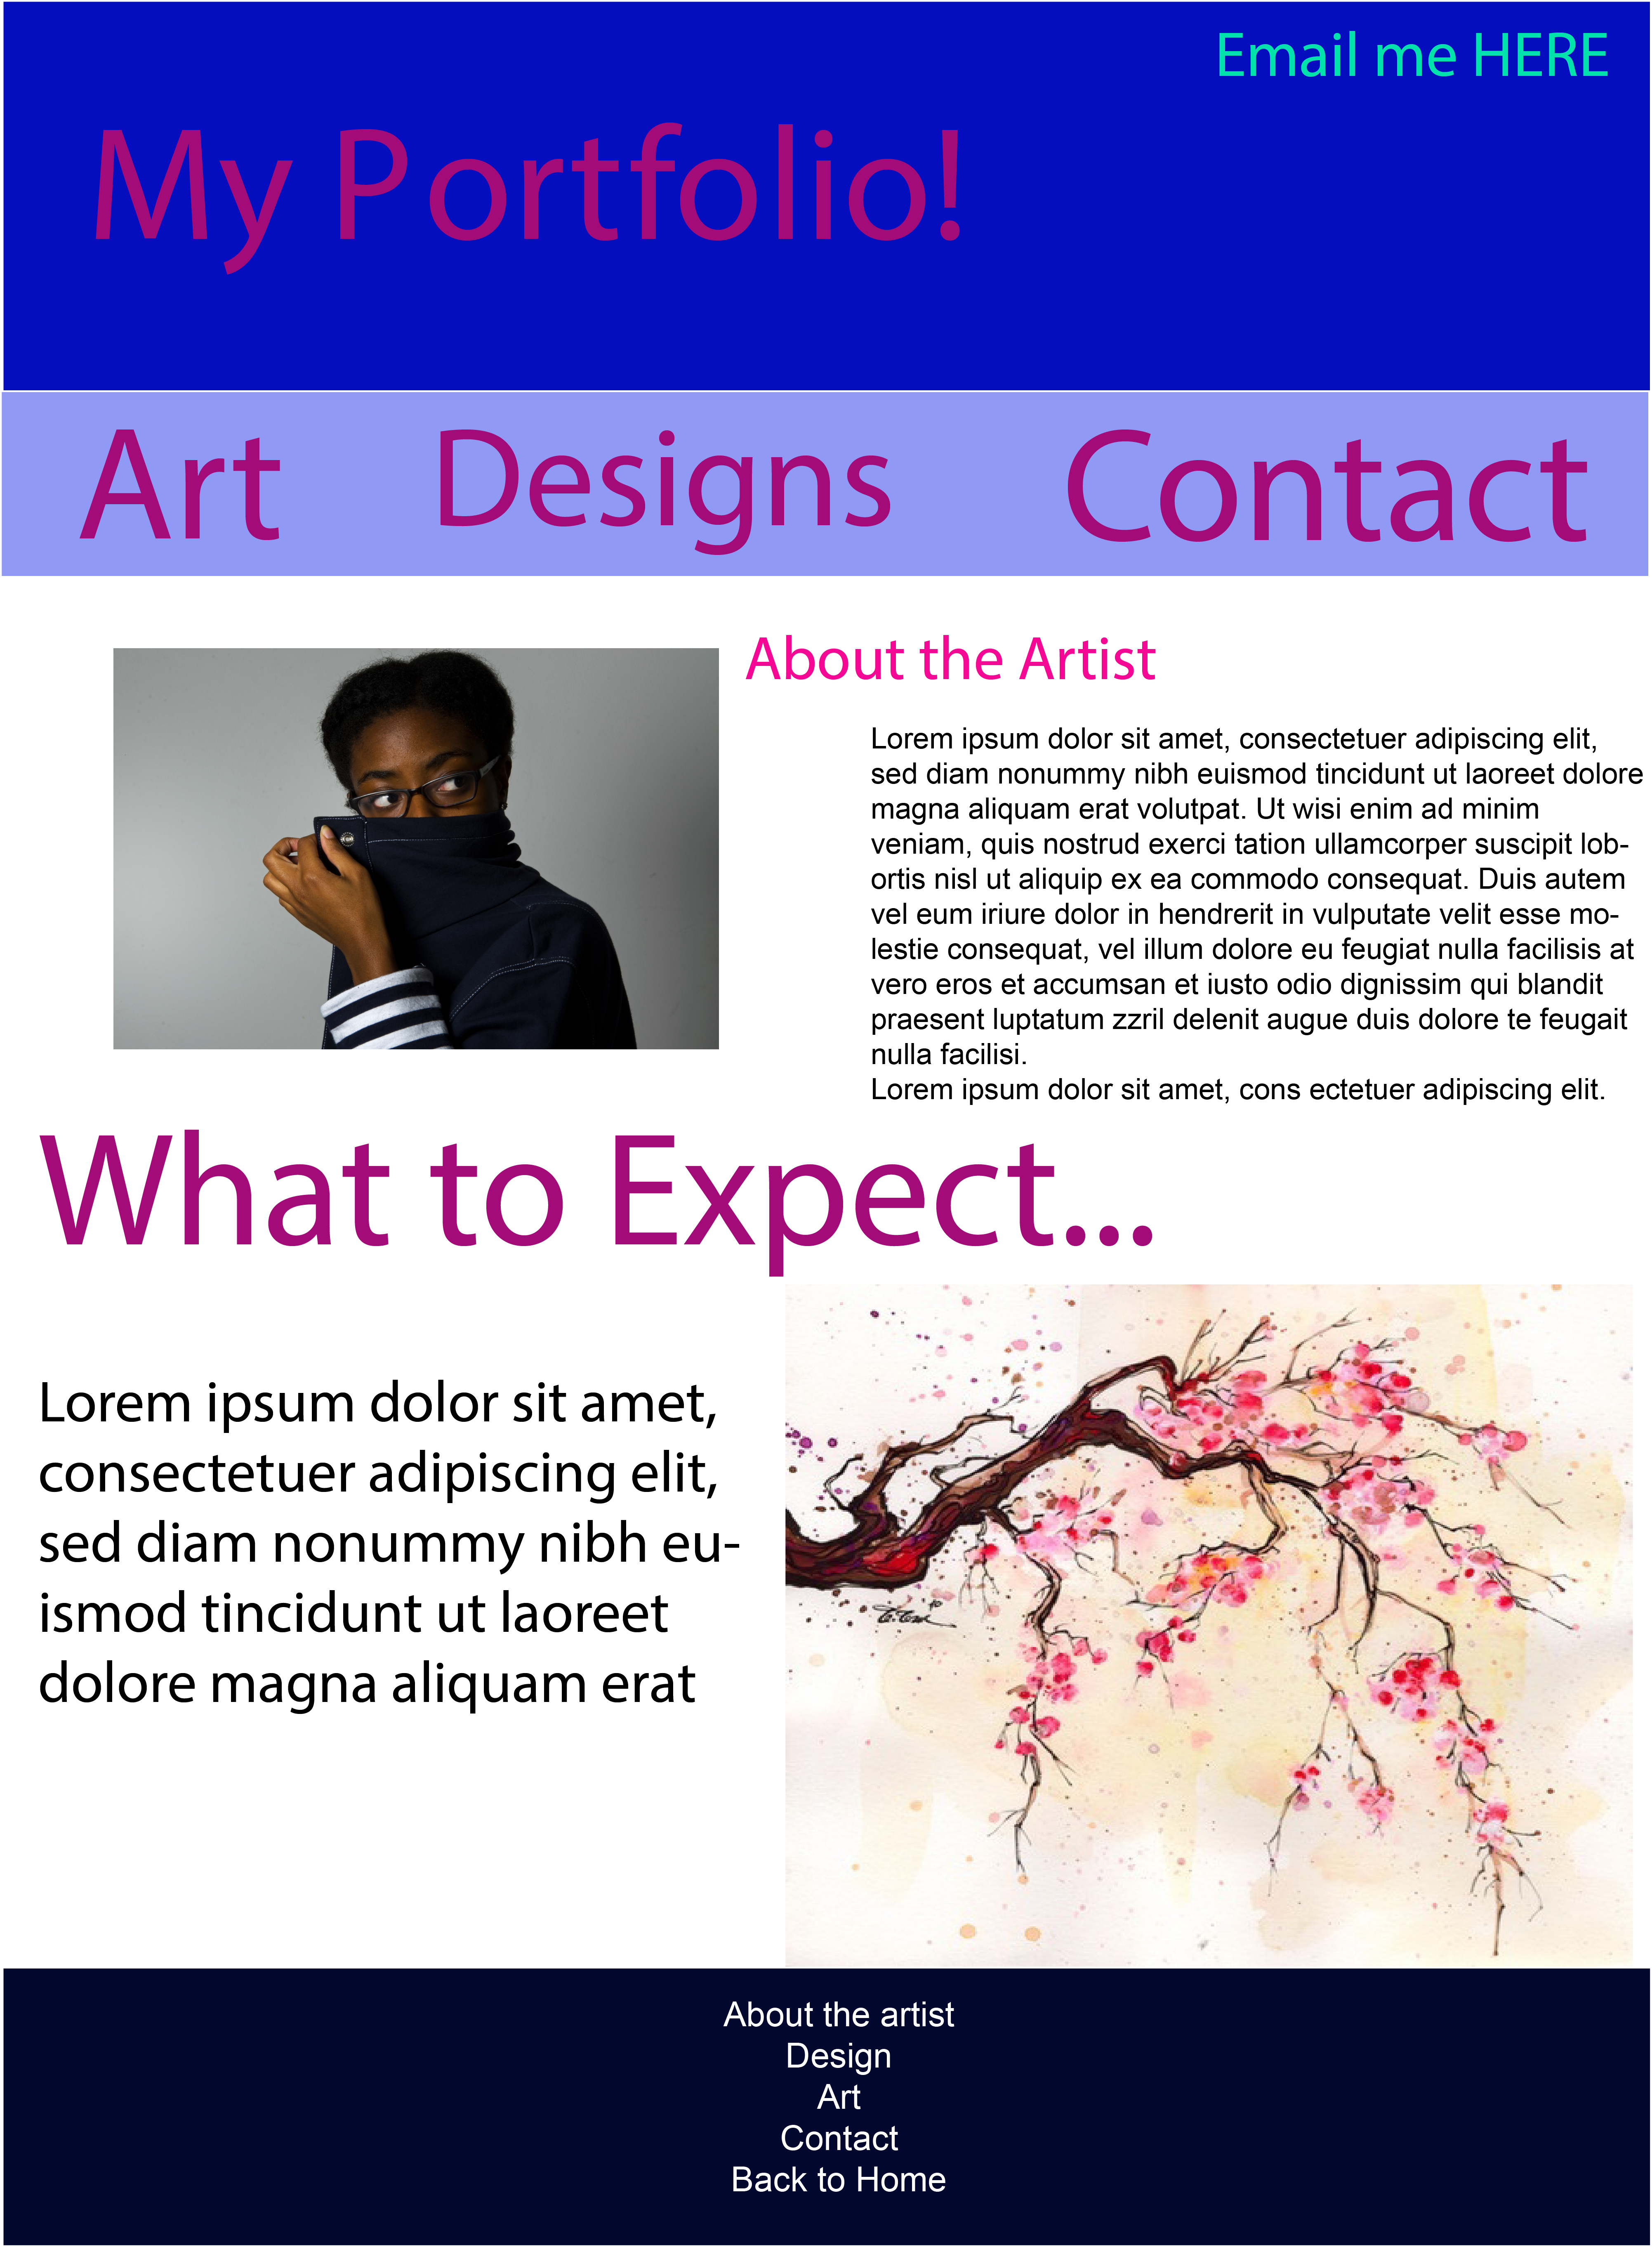 Email me HERE
My Portfolio!
Art Designs Contact
About the Artist
Lorem ipsum dolor sit amet, consectetuer adipiscing elit,
sed diam nonummy nibh euismod tincidunt ut laoreet dolore
magna aliquam erat volutpat. Ut wisi enim ad minim
veniam, quis nostrud exerci tation ullamcorper suscipit lob-
ortis nisl ut aliquip ex ea commodo consequat. Duis autem
vel eum iriure dolor in hendrerit in vulputate velit esse mo-
lestie consequat, vel illum dolore eu feugiat nulla facilisis at
vero eros et accumsan et iusto odio dignissim qui blandit
praesent luptatum zzril delenit augue duis dolore te feugait
nulla facilisi.
Lorem ipsum dolor sit amet, cons ectetuer adipiscing elit.
What to Expect...
Lorem ipsum dolor sit amet,
consectetuer adipiscing elit,
sed diam nonummy nibh eu-
ismod tincidunt ut laoreet
dolore magna aliquam erat
About the artist
Design
Art
Contact
Back to Home